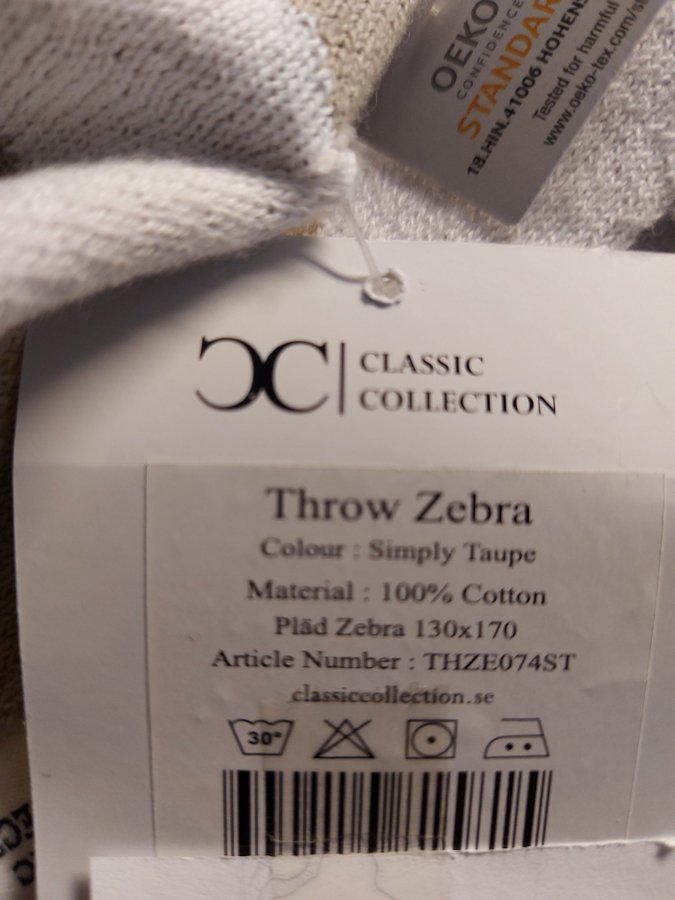 OEKO
CONFIDENCE
STANDAR
18.HIN.41006 HOHENS
Tested for harmful
www.oeko-tex.com/s
CLASSIC
COLLECTION
Throw Zebra
Colour : Simply Taupe
Material : 100% Cotton
Pläd Zebra 130x170
Article Number : THZE074ST
classiccollection.se
30°